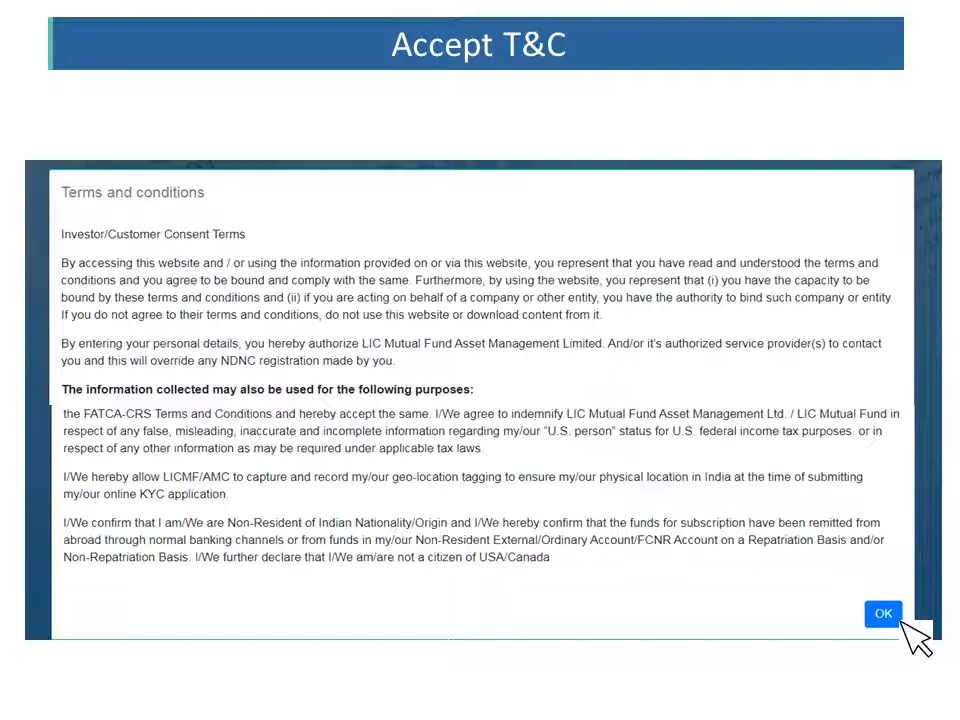 Accept T&C
Terms and conditions
Investor/Customer Consent Terms
By accessing this website and / or using the information provided on or via this website, you represent that you have read and understood the terms and
conditions and you agree to be bound and comply with the same. Furthermore, by using the website, you represent that (i) you have the capacity to be
bound by these terms and conditions and (ii) if you are acting on behalf of a company or other entity, you have the authority to bind such company or entity.
If you do not agree to their terms and conditions, do not use this website or download content from it.
By entering your personal details, you hereby authorize LIC Mutual Fund Asset Management Limited. And/or it's authorized service provider(s) to contact
you and this will override any NDNC registration made by you.
The information collected may also be used for the following purposes:
the FATCA-CRS Terms and Conditions and hereby accept the same. I/We agree to indemnify LIC Mutual Fund Asset Management Ltd. / LIC Mutual Fund in
respect of any false, misleading, inaccurate and incomplete information regarding my/our "U.S. person" status for U.S. federal income tax purposes. or in
respect of any other information as may be required under applicable tax laws.
I/We hereby allow LICMF/AMC to capture and record my/our geo-location tagging to ensure my/our physical location in India at the time of submitting
my/our online KYC application.
I/We confirm that I am/We are Non-Resident of Indian Nationality/Origin and I/We hereby confirm that the funds for subscription have been remitted from
abroad through normal banking channels or from funds in my/our Non-Resident External/Ordinary Account/FCNR Account on a Repatriation Basis and/or
Non-Repatriation Basis. I/We further declare that I/We am/are not a citizen of USA/Canada
OK